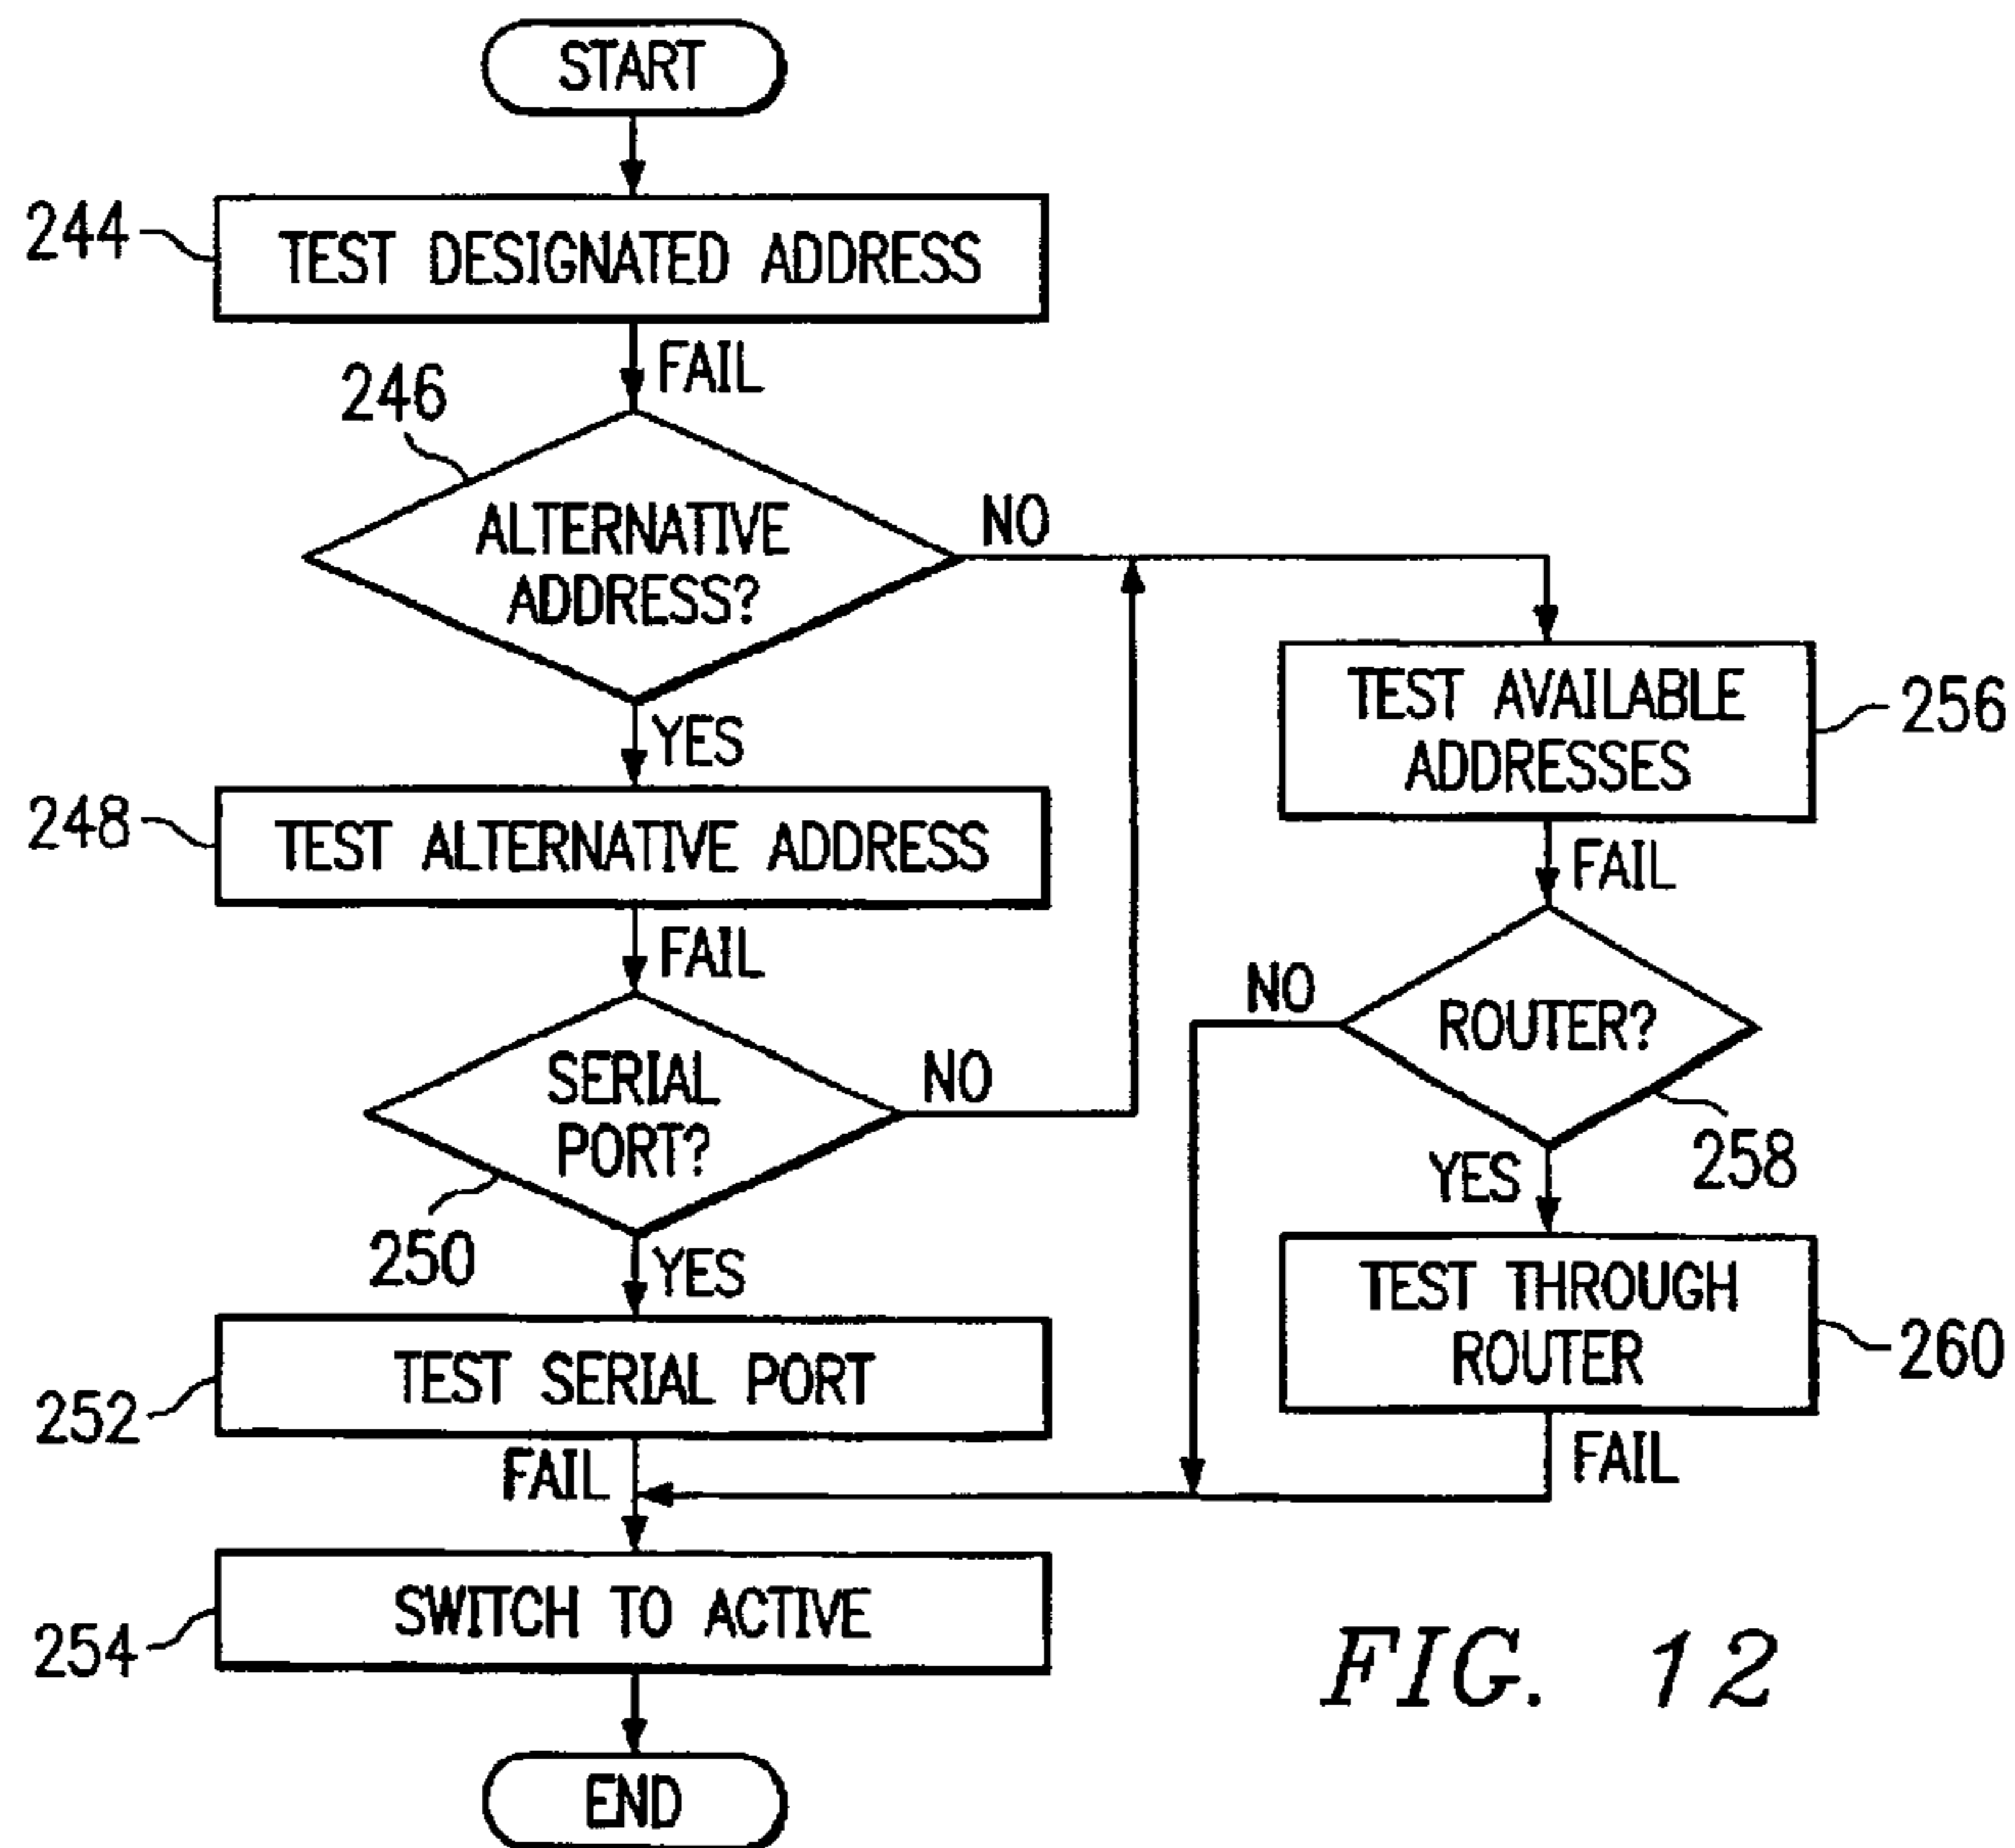 START
244
TEST DESIGNATED ADDRESS
FAIL
246
ALTERNATIVE
ADDRESS?
NO
YES
248
TEST ALTERNATIVE ADDRESS
FAIL
SERIAL
PORT?
NO
250
YES
252
TEST SERIAL PORT
FAIL
254
SWITCH TO ACTIVE
END
TEST AVAILABLE
ADDRESSES
256
FAIL
NO
ROUTER?
258
YES
TEST THROUGH
ROUTER
260
FAIL
FIG. 12